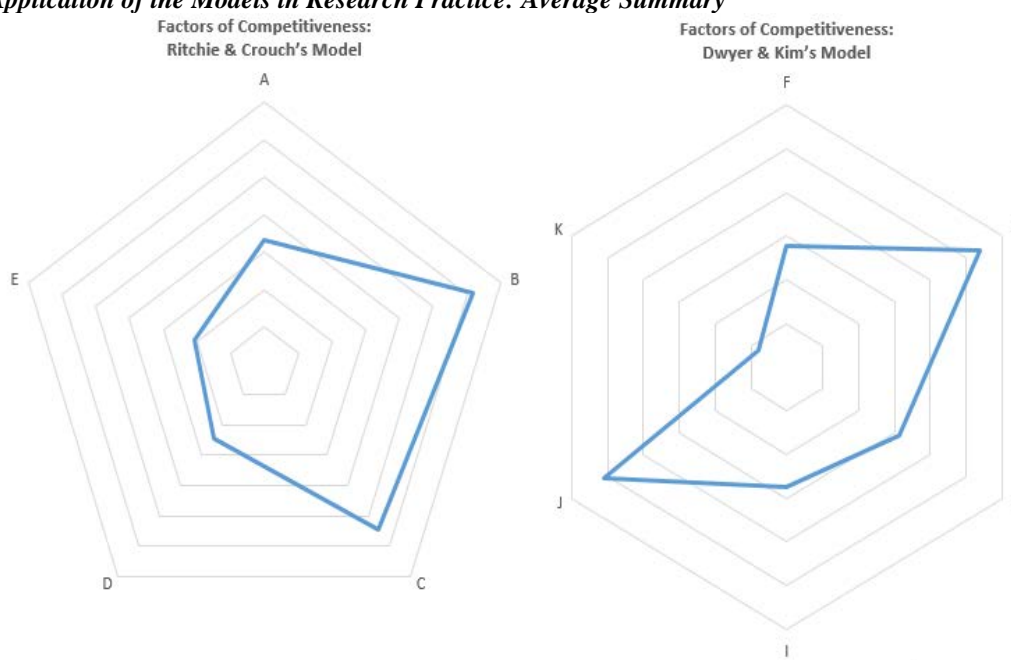 Application of the Models in Research Practice: Average Summary
Factors of Competitiveness:
Ritchie & Crouch's Model
A
B
C
D
E
Factors of Competitiveness:
Dwyer & Kim's Model
F
I
J
K